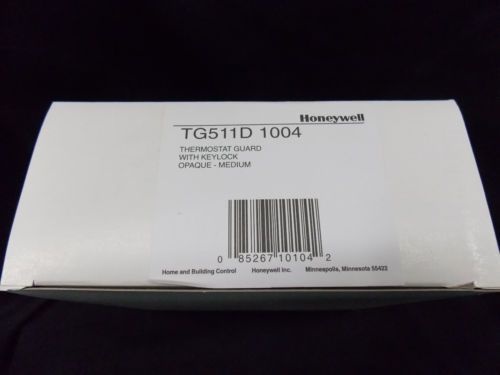 Honeywell
TG511D 1004
THERMOSTAT GUARD
WITH KEYLOCK
OPAQUE - MEDIUM
0 85267 10104 2
Home and Building Control Honeywell Inc. Minneapolis, Minnesota 55422